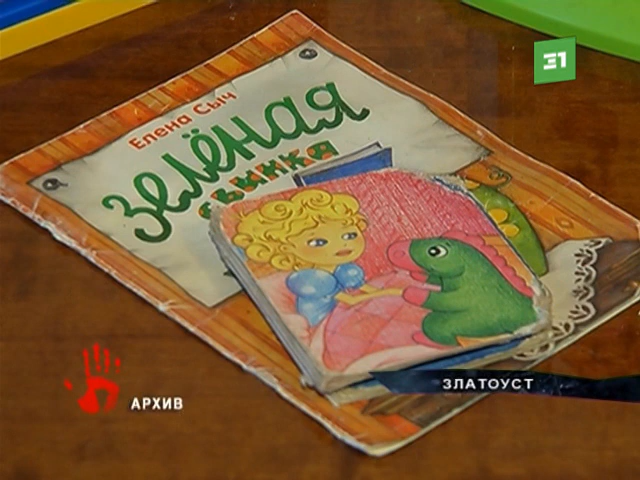 31
Елена Сыч
зелёная
свинка
ЗЛАТОУСТ
АРХИВ